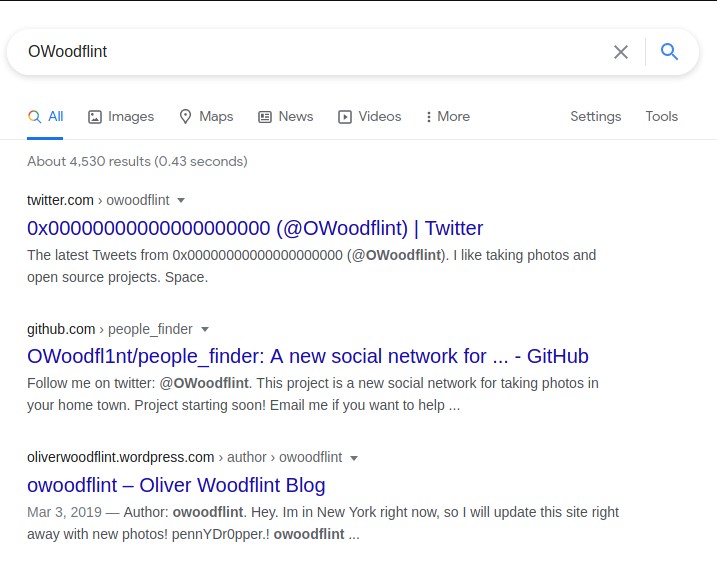 OWoodflint
All Images Maps News Videos More Settings Tools
About 4,530 results (0.43 seconds)
twitter.com › owoodflint
0x00000000000000000000 (@OWoodflint) | Twitter
The latest Tweets from 0x00000000000000000000 (@OWoodflint). I like taking photos and
open source projects. Space.
github.com › people_finder
OWoodfl1nt/people_finder: A new social network for ... - GitHub
Follow me on twitter: @OWoodflint. This project is a new social network for taking photos in
your home town. Project starting soon! Email me if you want to help ...
oliverwoodflint.wordpress.com › author › owoodflint
owoodflint – Oliver Woodflint Blog
Mar 3, 2019 — Author: owoodflint. Hey. Im in New York right now, so I will update this site right
away with new photos! pennYDr0pper.! owoodflint ...